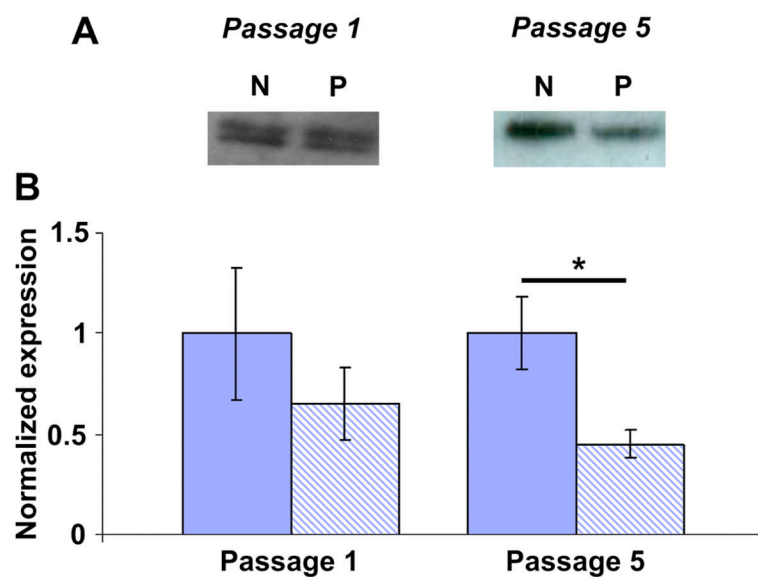 A Passage 1 Passage 5
N P N P
B
1.5
*
1
0.5
0
Normalized expression
Passage 1 Passage 5